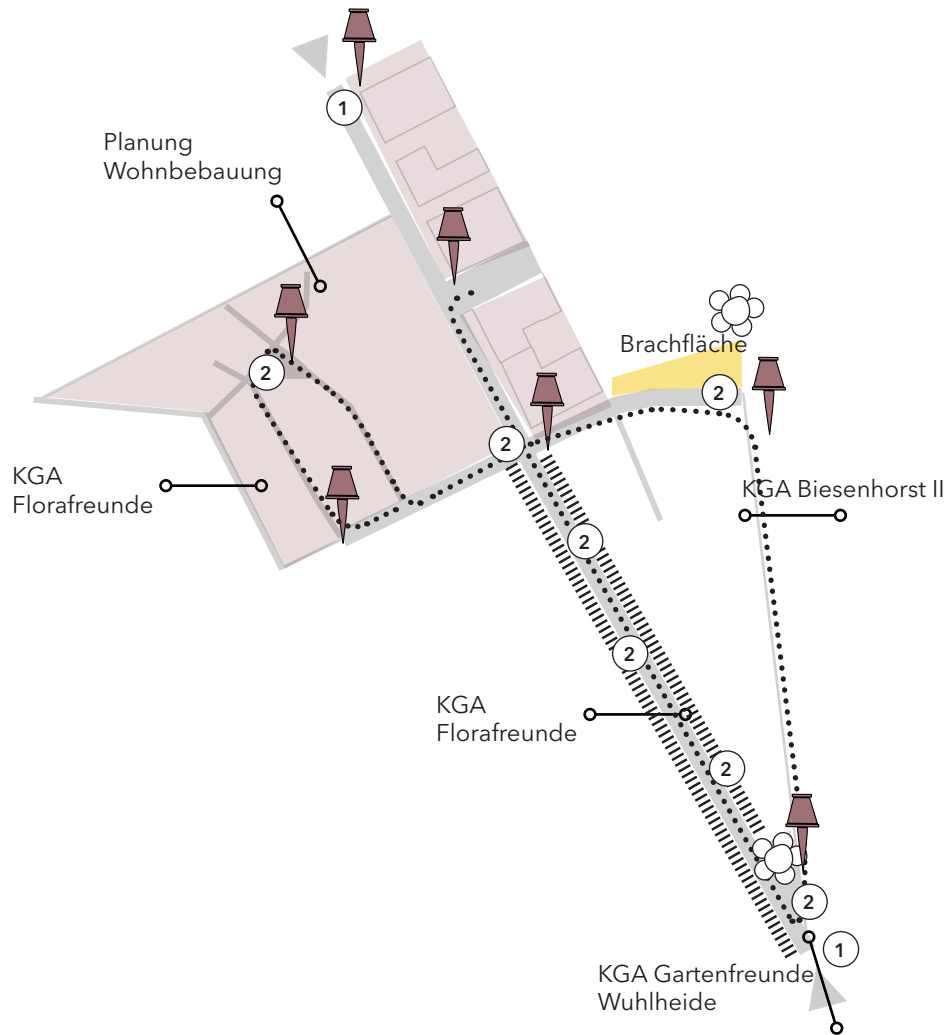 1
Planung
Wohnbebauung
Brachfläche
2
2
2
KGA
Florafreunde
KGA Biesenhorst II
2
2
KGA
Florafreunde
2
2
1
KGA Gartenfreunde
Wuhlheide